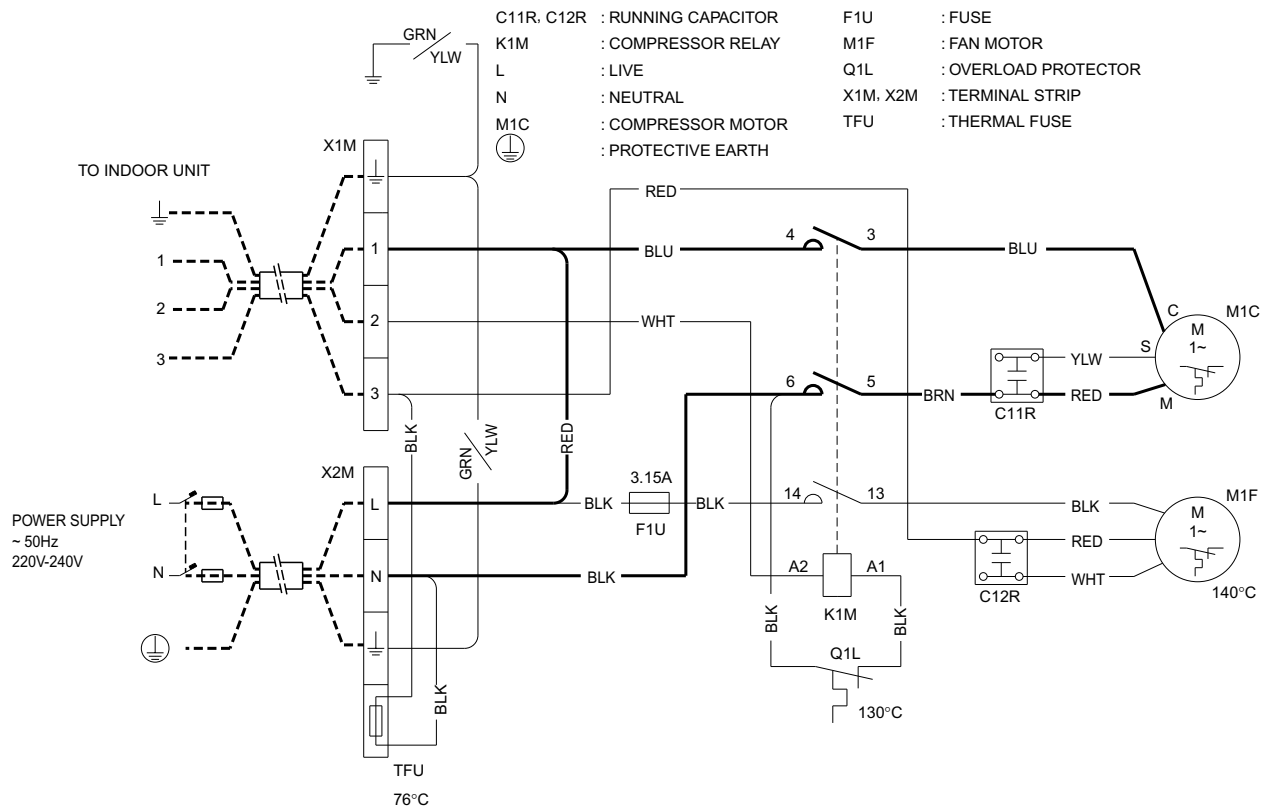 C11R, C12R : RUNNING CAPACITOR
K1M : COMPRESSOR RELAY
L : LIVE
N : NEUTRAL
M1C : COMPRESSOR MOTOR
: PROTECTIVE EARTH
F1U : FUSE
M1F : FAN MOTOR
Q1L : OVERLOAD PROTECTOR
X1M, X2M : TERMINAL STRIP
TFU : THERMAL FUSE
GRN
YLW
X1M
TO INDOOR UNIT
RED
1
1
BLU
4
3
BLU
2
2
WHT
C
M1C
M
1~
S
YLW
3
3
6
5
BRN
C11R
RED
M
BLK
GRN
YLW
RED
X2M
L
L
BLK
3.15A
F1U
BLK
14
13
BLK
M1F
M
1~
POWER SUPPLY
~ 50Hz
220V-240V
RED
N
N
BLK
A2
A1
K1M
C12R
WHT
140°C
BLK
BLK
Q1L
130°C
BLK
TFU
76°C